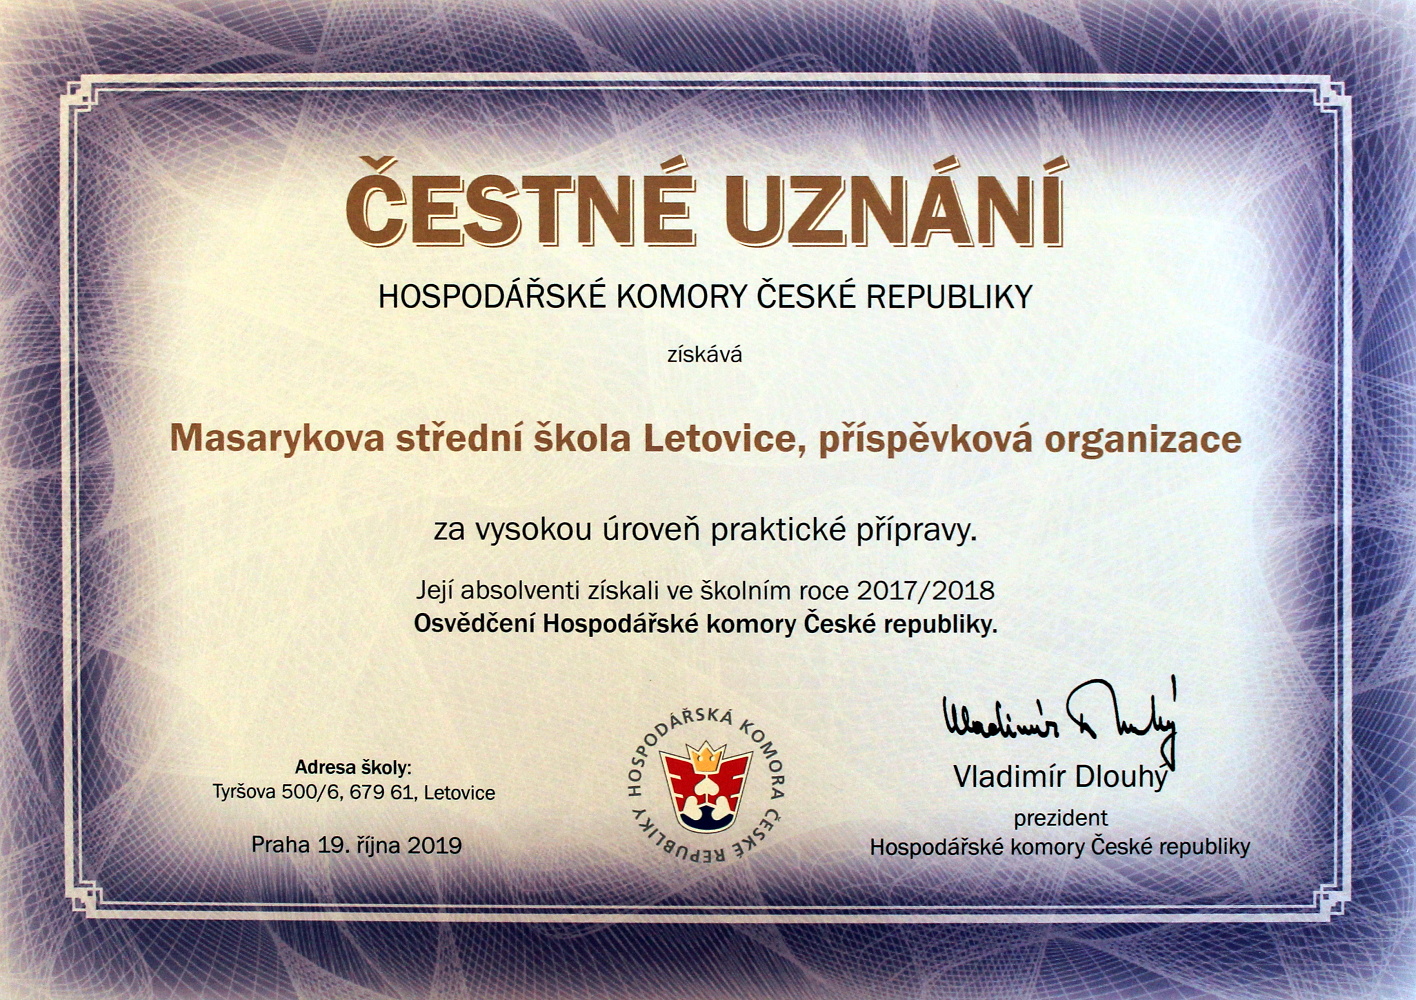 ČESTNÉ UZNÁNÍ
HOSPODÁŘSKÉ KOMORY ČESKÉ REPUBLIKY
získává
Masarykova střední škola Letovice, příspěvková organizace
za vysokou úroveň praktické přípravy.
Její absolventi získali ve školním roce 2017/2018
Osvědčení Hospodářské komory České republiky.
Adresa školy:
Tyršova 500/6, 679 61, Letovice
Praha 19. října 2019
HOSPODÁŘSKÁ KOMORA ČESKÉ REPUBLIKY
Vladimír Dlouhý
Vladimír Dlouhý
prezident
Hospodářské komory České republiky